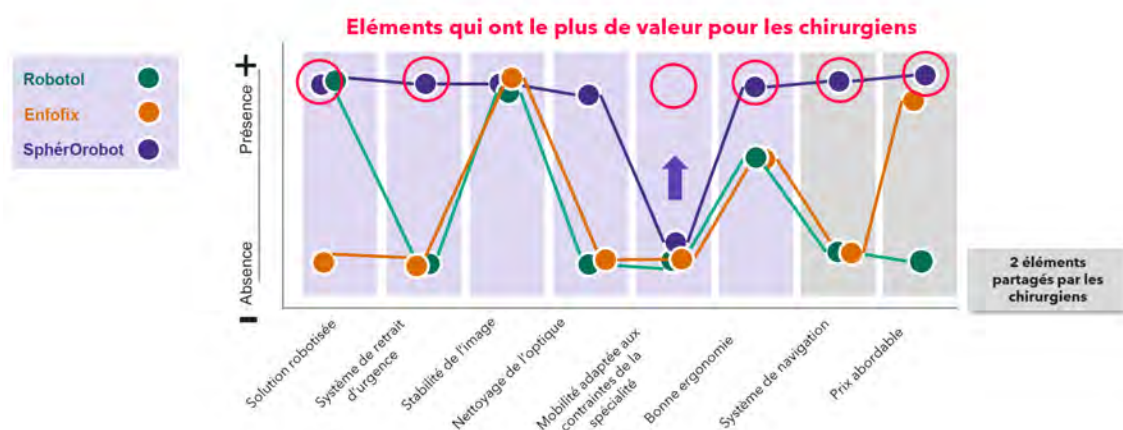 Eléments qui ont le plus de valeur pour les chirurgiens
Robotol
Enfofix
SphérOrobot
+
Présence
Absence
−
2 éléments
partagés par les
chirurgiens
Solution robotisée
Système de retrait
d'urgence
Stabilité de l'image
Nettoyage de l'optique
Mobilité adaptée aux
contraintes de la
spécialité
Bonne ergonomie
Système de navigation
Prix abordable